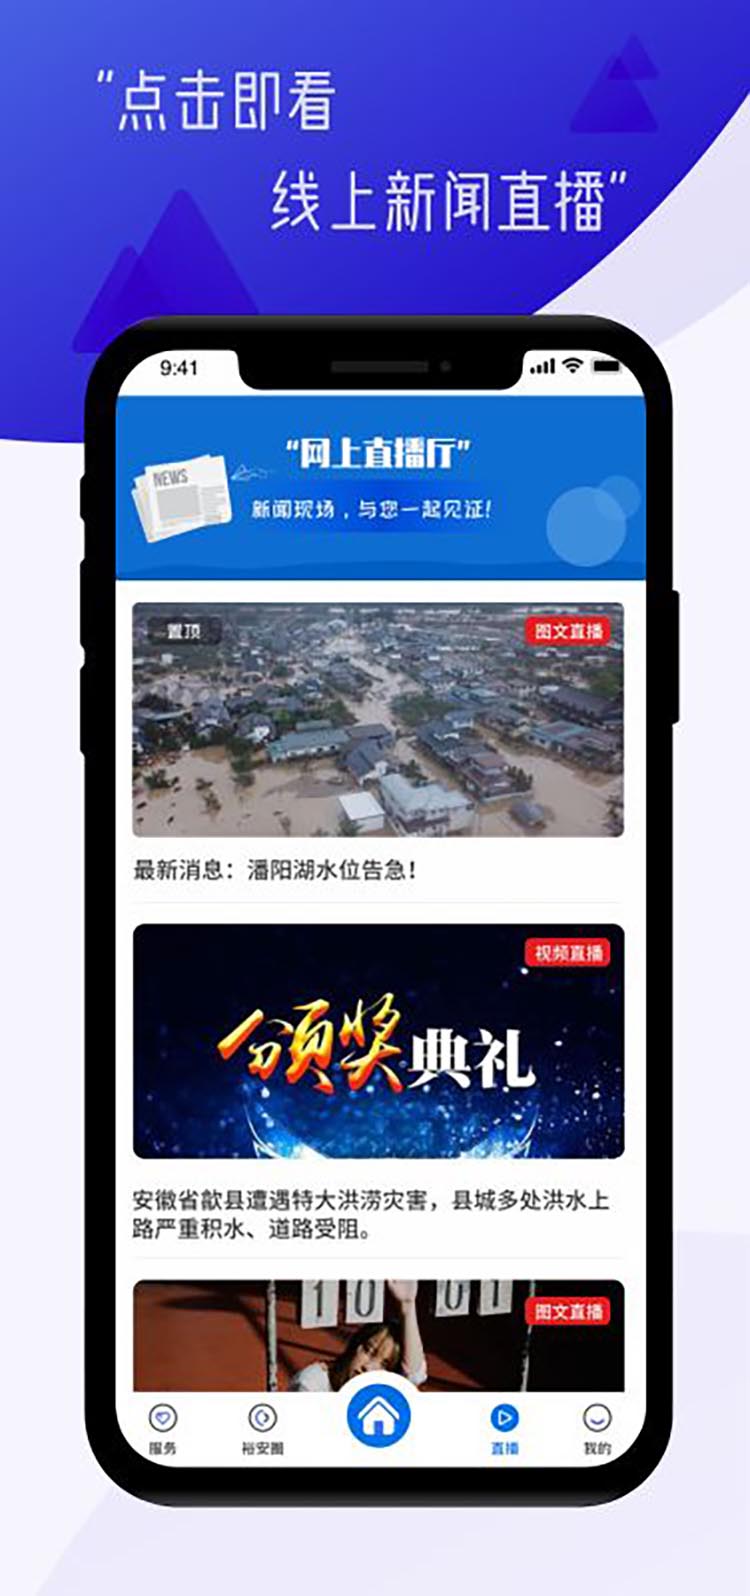 “点击即看
线上新闻直播”
9:41
“网上直播厅”
NEWS
新闻现场，与您一起见证!
置顶
图文直播
最新消息：潘阳湖水位告急！
视频直播
颁奖典礼
安徽省歙县遭遇特大洪涝灾害，县城多处洪水上
路严重积水、道路受阻。
10 01
图文直播
服务
裕安圈
直播
我的